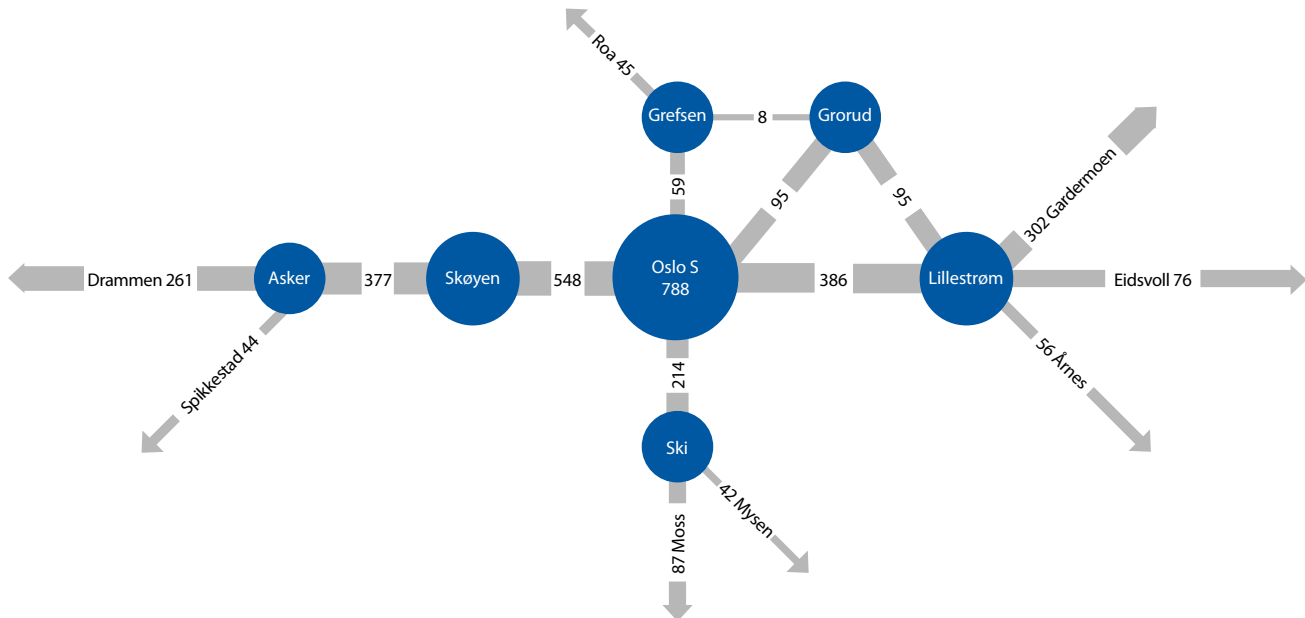 Roa 45
Grefsen
8
Grorud
59
95
95
302 Gardermoen
Drammen 261
Asker
377
Skøyen
548
Oslo S
788
386
Lillestrøm
Eidsvoll 76
Spikkestad 44
214
56 Årnes
Ski
42 Mysen
87 Moss